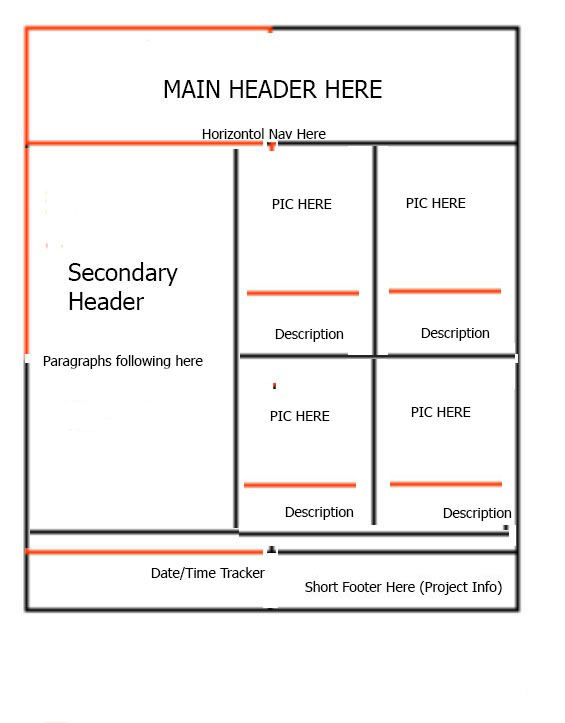 MAIN HEADER HERE
Horizontol Nav Here
PIC HERE
PIC HERE
Secondary
Header
Description
Description
Paragraphs following here
PIC HERE
PIC HERE
Description
Description
Date/Time Tracker
Short Footer Here (Project Info)